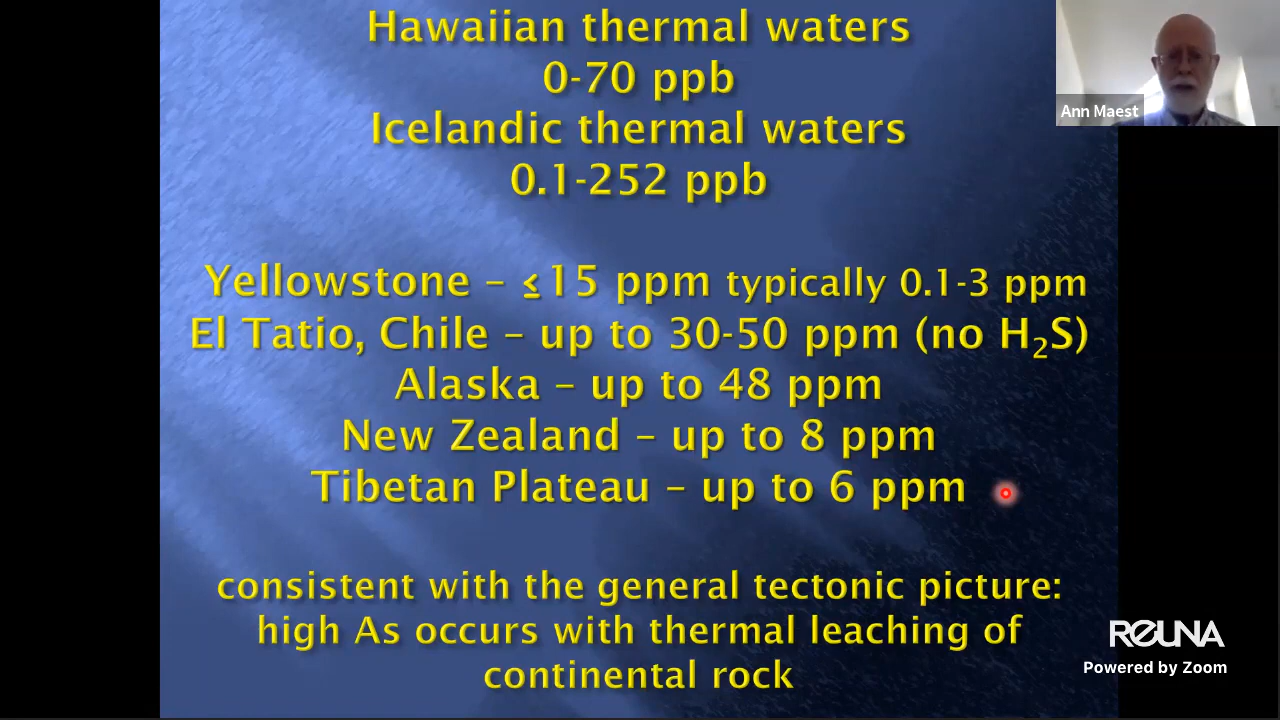 Hawaiian thermal waters
0-70 ppb
Icelandic thermal waters
0.1-252 ppb
Yellowstone – ≤15 ppm typically 0.1-3 ppm
El Tatio, Chile – up to 30-50 ppm (no H₂S)
Alaska – up to 48 ppm
New Zealand – up to 8 ppm
Tibetan Plateau – up to 6 ppm
consistent with the general tectonic picture:
high As occurs with thermal leaching of
continental rock
Ann Maest
REUNA
Powered by Zoom